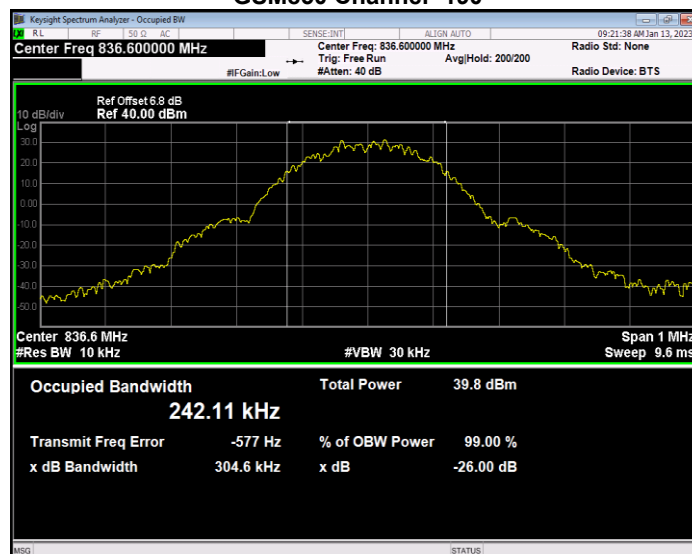 Keysight Spectrum Analyzer - Occupied BW
RL RF 50 Ω AC SENSE:INT ALIGN AUTO 09:21:38 AM Jan 13, 2023
Center Freq 836.600000 MHz Center Freq: 836.600000 MHz Radio Std: None
Trig: Free Run Avg|Hold: 200/200
#IFGain:Low #Atten: 40 dB Radio Device: BTS
Ref Offset 6.8 dB
10 dB/div Ref 40.00 dBm
Log
30.0
20.0
10.0
0.00
-10.0
-20.0
-30.0
-40.0
-50.0
Center 836.6 MHz Span 1 MHz
#Res BW 10 kHz #VBW 30 kHz Sweep 9.6 ms
Occupied Bandwidth Total Power 39.8 dBm
242.11 kHz
Transmit Freq Error -577 Hz % of OBW Power 99.00 %
x dB Bandwidth 304.6 kHz x dB -26.00 dB
MSG STATUS